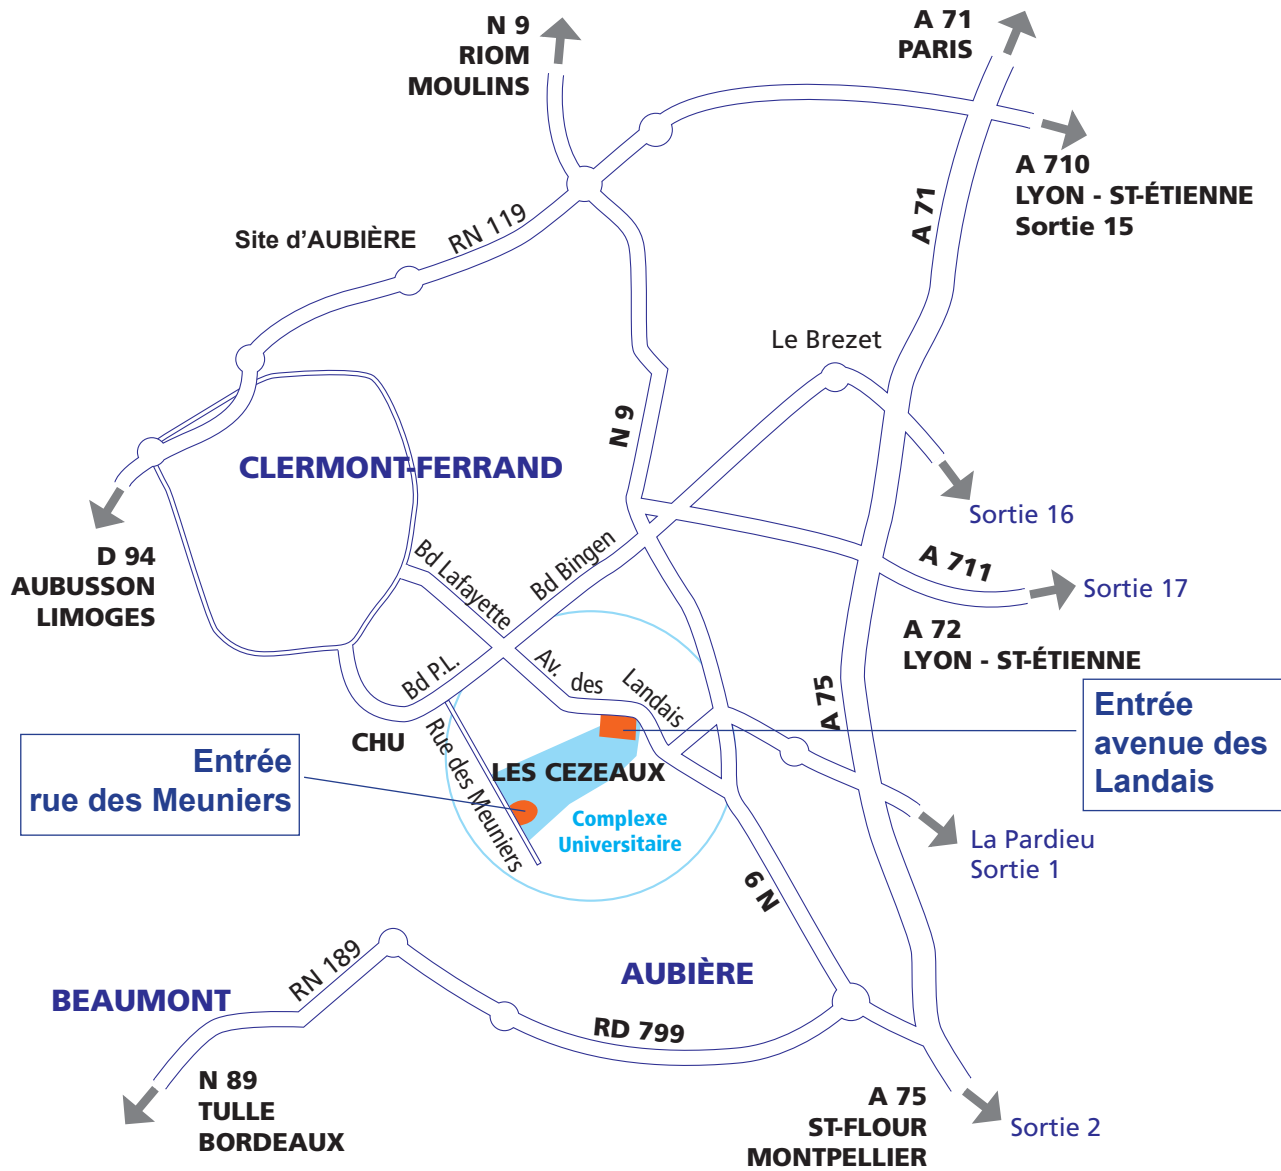 N 9
RIOM
MOULINS
A 71
PARIS
A 710
LYON - ST-ÉTIENNE
Sortie 15
A 71
Site d'AUBIÈRE
RN 119
Le Brezet
N 9
CLERMONT-FERRAND
Sortie 16
D 94
AUBUSSON
LIMOGES
Bd Lafayette
Bd Bingen
A 711
Sortie 17
A 72
LYON - ST-ÉTIENNE
Bd P.L.
Av. des Landais
A 75
CHU
Rue des Meuniers
Entrée
avenue des
Landais
Entrée
rue des Meuniers
LES CEZEAUX
Complexe
Universitaire
La Pardieu
Sortie 1
6 N
RN 189
AUBIÈRE
BEAUMONT
RD 799
N 89
TULLE
BORDEAUX
A 75
ST-FLOUR
MONTPELLIER
Sortie 2